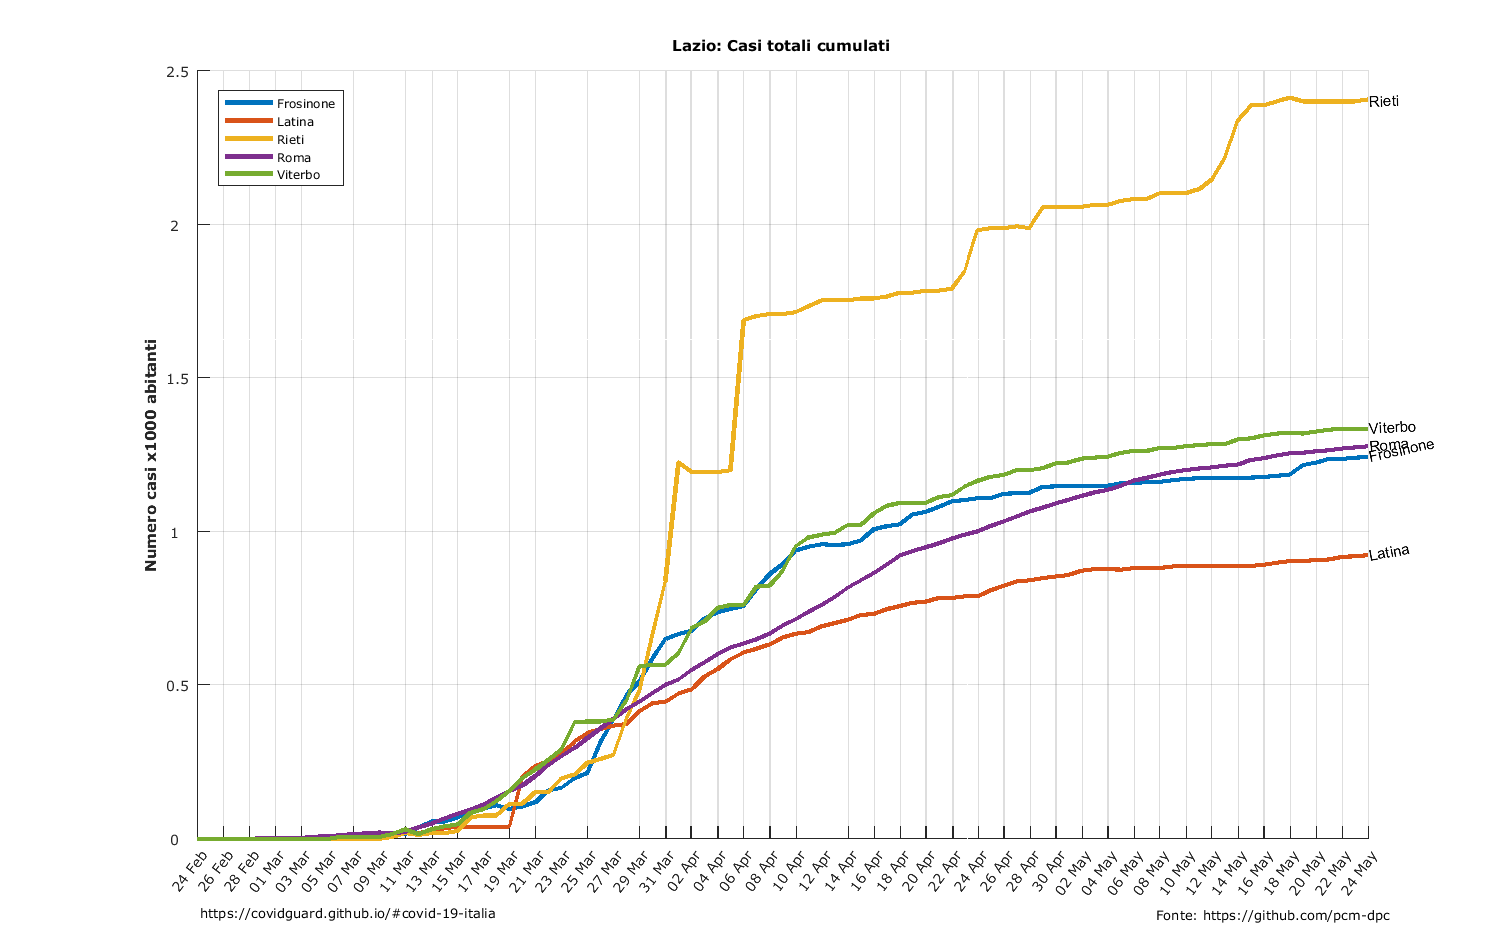 Lazio: Casi totali cumulati
2.5
2
1.5
1
0.5
0
Numero casi x1000 abitanti
Frosinone
Latina
Rieti
Roma
Viterbo
Rieti
Viterbo
Roma
Frosinone
Latina
24 Feb
26 Feb
28 Feb
01 Mar
03 Mar
05 Mar
07 Mar
09 Mar
11 Mar
13 Mar
15 Mar
17 Mar
19 Mar
21 Mar
23 Mar
25 Mar
27 Mar
29 Mar
31 Mar
02 Apr
04 Apr
06 Apr
08 Apr
10 Apr
12 Apr
14 Apr
16 Apr
18 Apr
20 Apr
22 Apr
24 Apr
26 Apr
28 Apr
30 Apr
02 May
04 May
06 May
08 May
10 May
12 May
14 May
16 May
18 May
20 May
22 May
24 May
https://covidguard.github.io/#covid-19-italia
Fonte: https://github.com/pcm-dpc